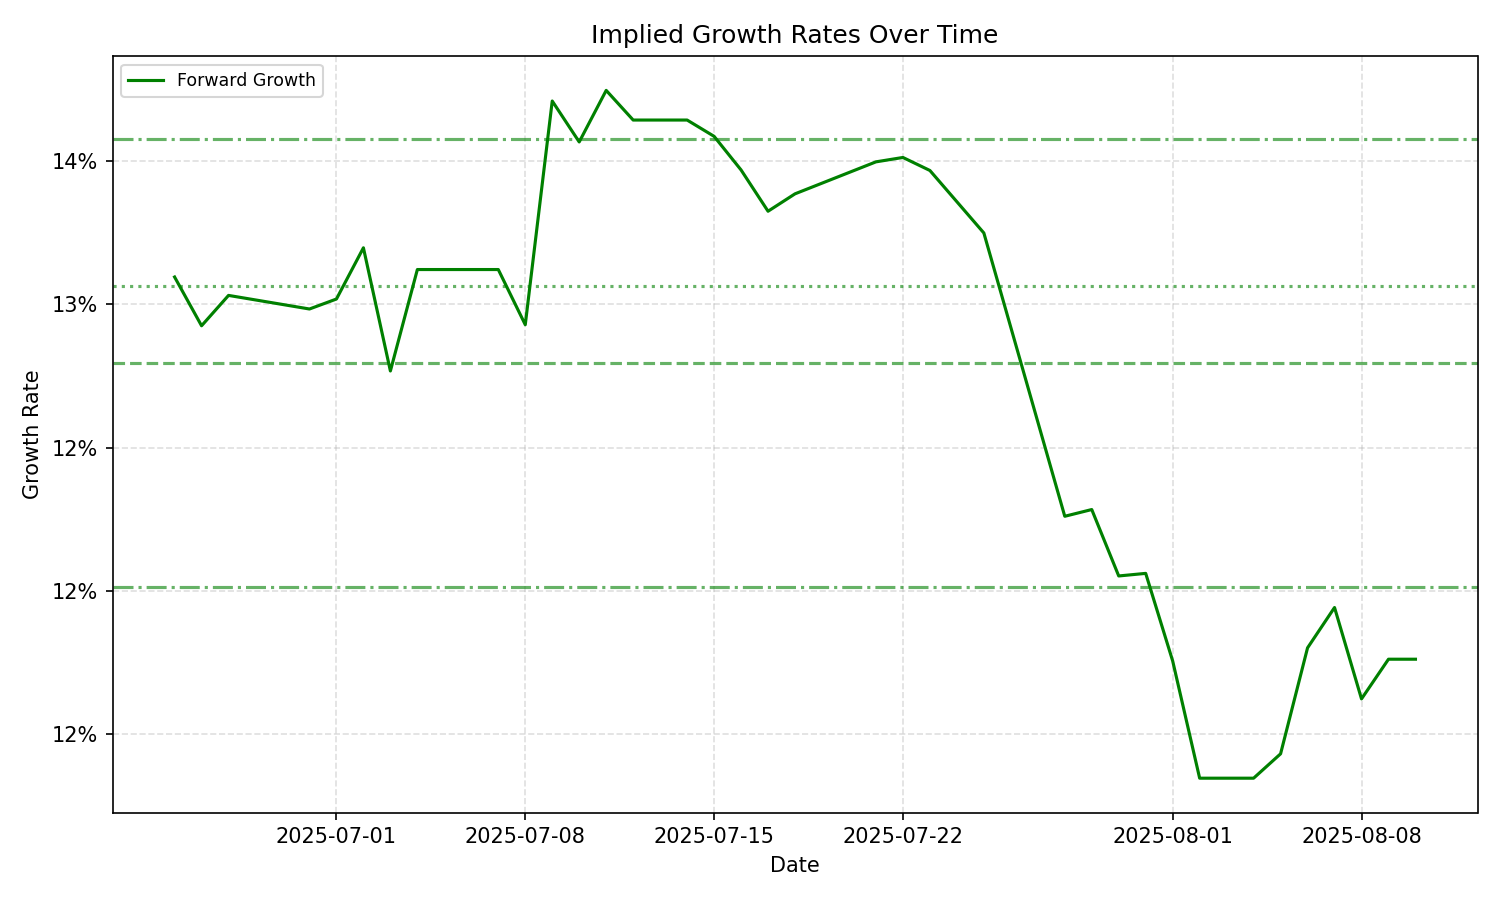 Implied Growth Rates Over Time
Forward Growth
14%
13%
12%
12%
12%
Growth Rate
2025-07-01
2025-07-08
2025-07-15
2025-07-22
2025-08-01
2025-08-08
Date